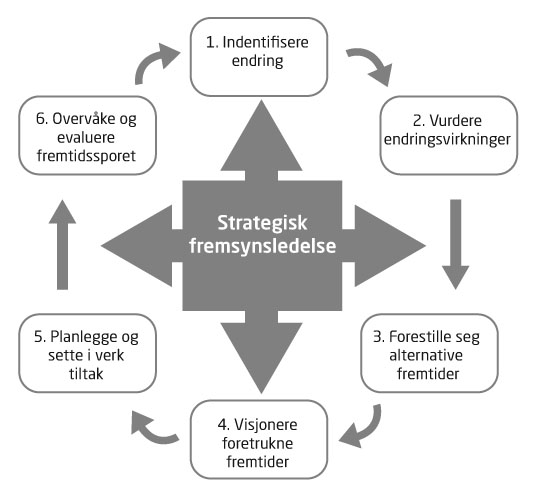 1. Indentifisere
endring
2. Vurdere
endringsvirkninger
3. Forestille seg
alternative
fremtider
4. Visjonere
foretrukne
fremtider
5. Planlegge og
sette i verk
tiltak
6. Overvåke og
evaluere
fremtidssporet
Strategisk
fremsynsledelse